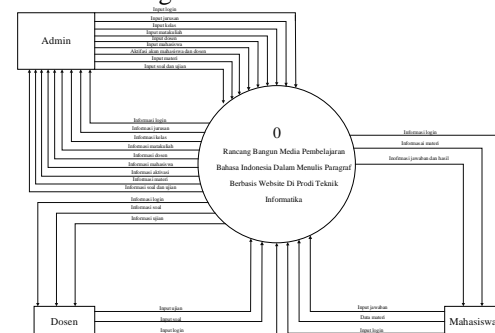 Input login
Input jurusan
Input kelas
Input matakuliah
Input dosen
Input mahasiswa
Aktifasi akun mahasiswa dan dosen
Input materi
Input soal dan ujian
Admin
Informasi login
Informasi jurusan
Informasi kelas
Informasi matakuliah
Informasi dosen
Informasi mahasiswa
Informasi aktivasi
Informasi materi
Informasi soal dan ujian
0
Rancang Bangun Media Pembelajaran
Bahasa Indonesia Dalam Menulis Paragraf
Berbasis Website Di Prodi Teknik
Informatika
Informasi login
Informasai materi
Inofrmasi jawaban dan hasil
Informasi login
Informasi soal
Informasi ujian
Dosen
Input ujian
Input soal
Input login
Input jawaban
Data materi
Input login
Mahasiswa